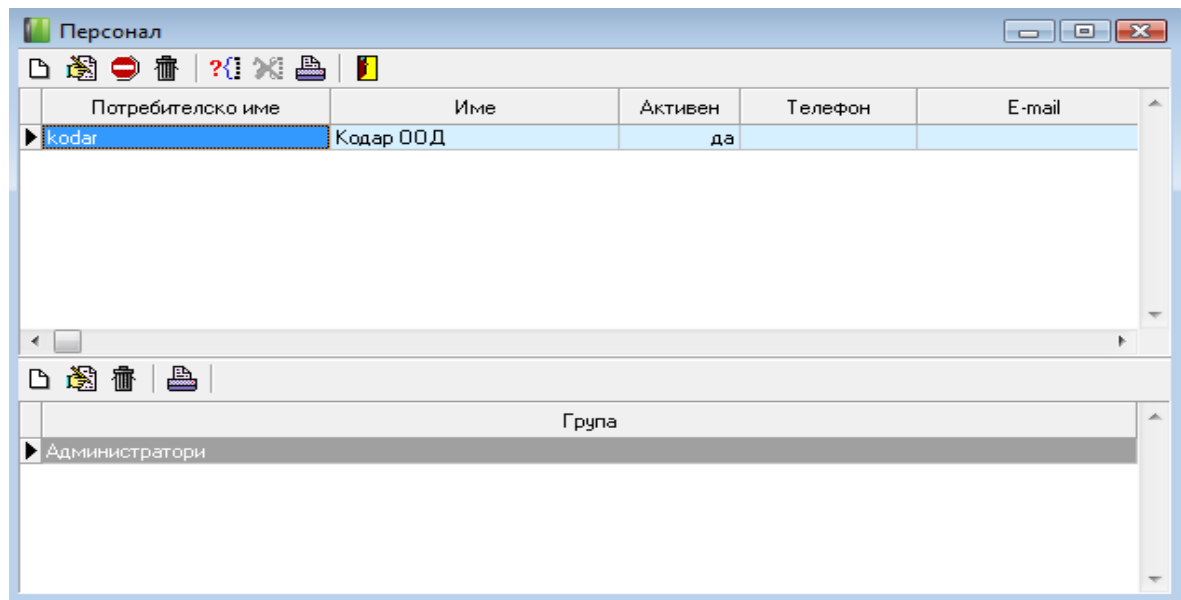 Персонал
Потребителско име Име Активен Телефон E-mail
kodar Кодар ООД да
Група
Администратори